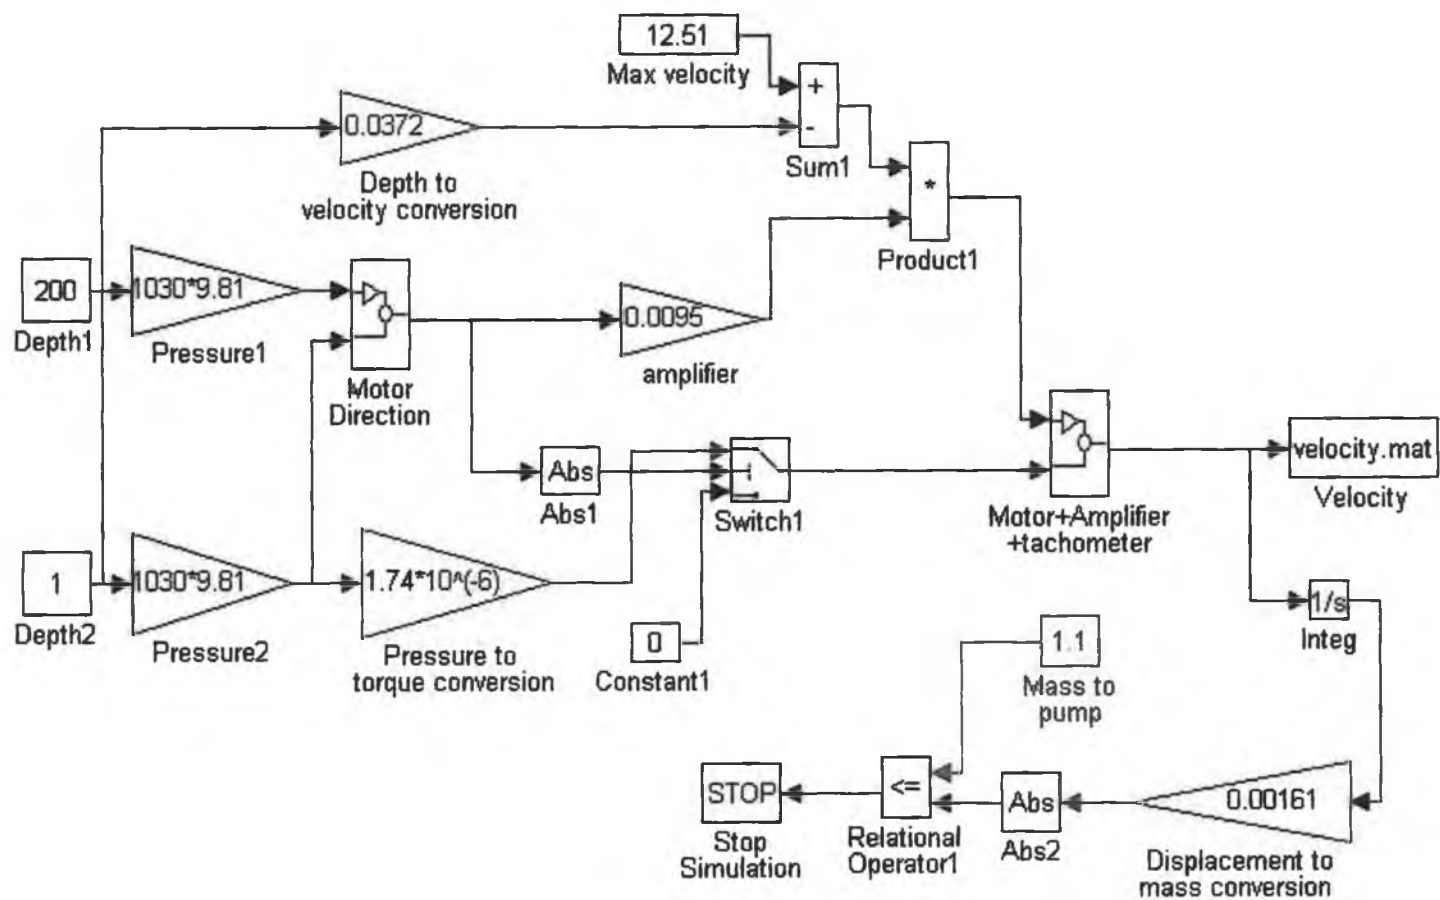 12.51
Max velocity
+
-
Sum1
0.0372
Depth to
velocity conversion
*
Product1
200
Depth1
1030*9.81
Pressure1
Motor
Direction
0.0095
amplifier
Abs
Abs1
Switch1
Motor+Amplifier
+tachometer
velocity.mat
Velocity
1
Depth2
1030*9.81
Pressure2
1.74*10^(-6)
Pressure to
torque conversion
0
Constant1
1.1
Mass to
pump
1/s
Integ
STOP
Stop
Simulation
<=
Relational
Operator1
Abs
Abs2
0.00161
Displacement to
mass conversion